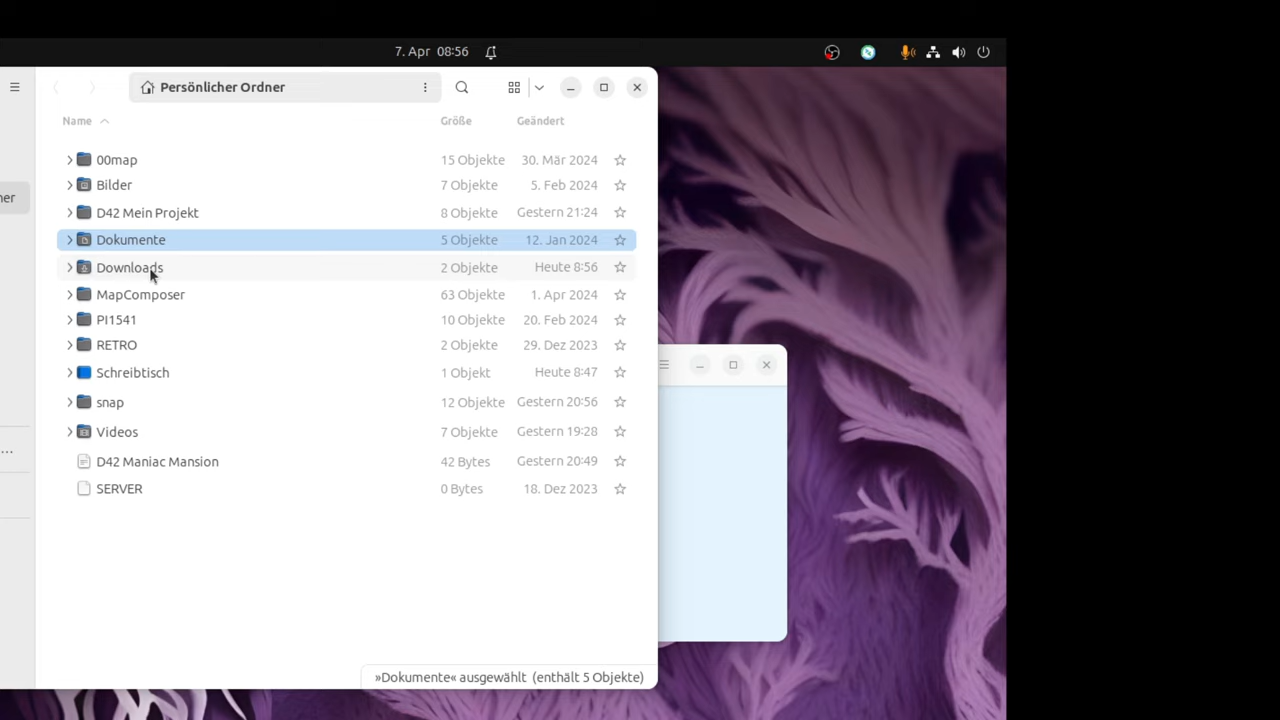 7. Apr 08:56
Persönlicher Ordner
Name Größe Geändert
00map 15 Objekte 30. Mär 2024
ner
Bilder 7 Objekte 5. Feb 2024
D42 Mein Projekt 8 Objekte Gestern 21:24
Dokumente 5 Objekte 12. Jan 2024
Downloads 2 Objekte Heute 8:56
MapComposer 63 Objekte 1. Apr 2024
PI1541 10 Objekte 20. Feb 2024
RETRO 2 Objekte 29. Dez 2023
Schreibtisch 1 Objekt Heute 8:47
snap 12 Objekte Gestern 20:56
Videos 7 Objekte Gestern 19:28
...
D42 Maniac Mansion 42 Bytes Gestern 20:49
SERVER 0 Bytes 18. Dez 2023
»Dokumente« ausgewählt (enthält 5 Objekte)